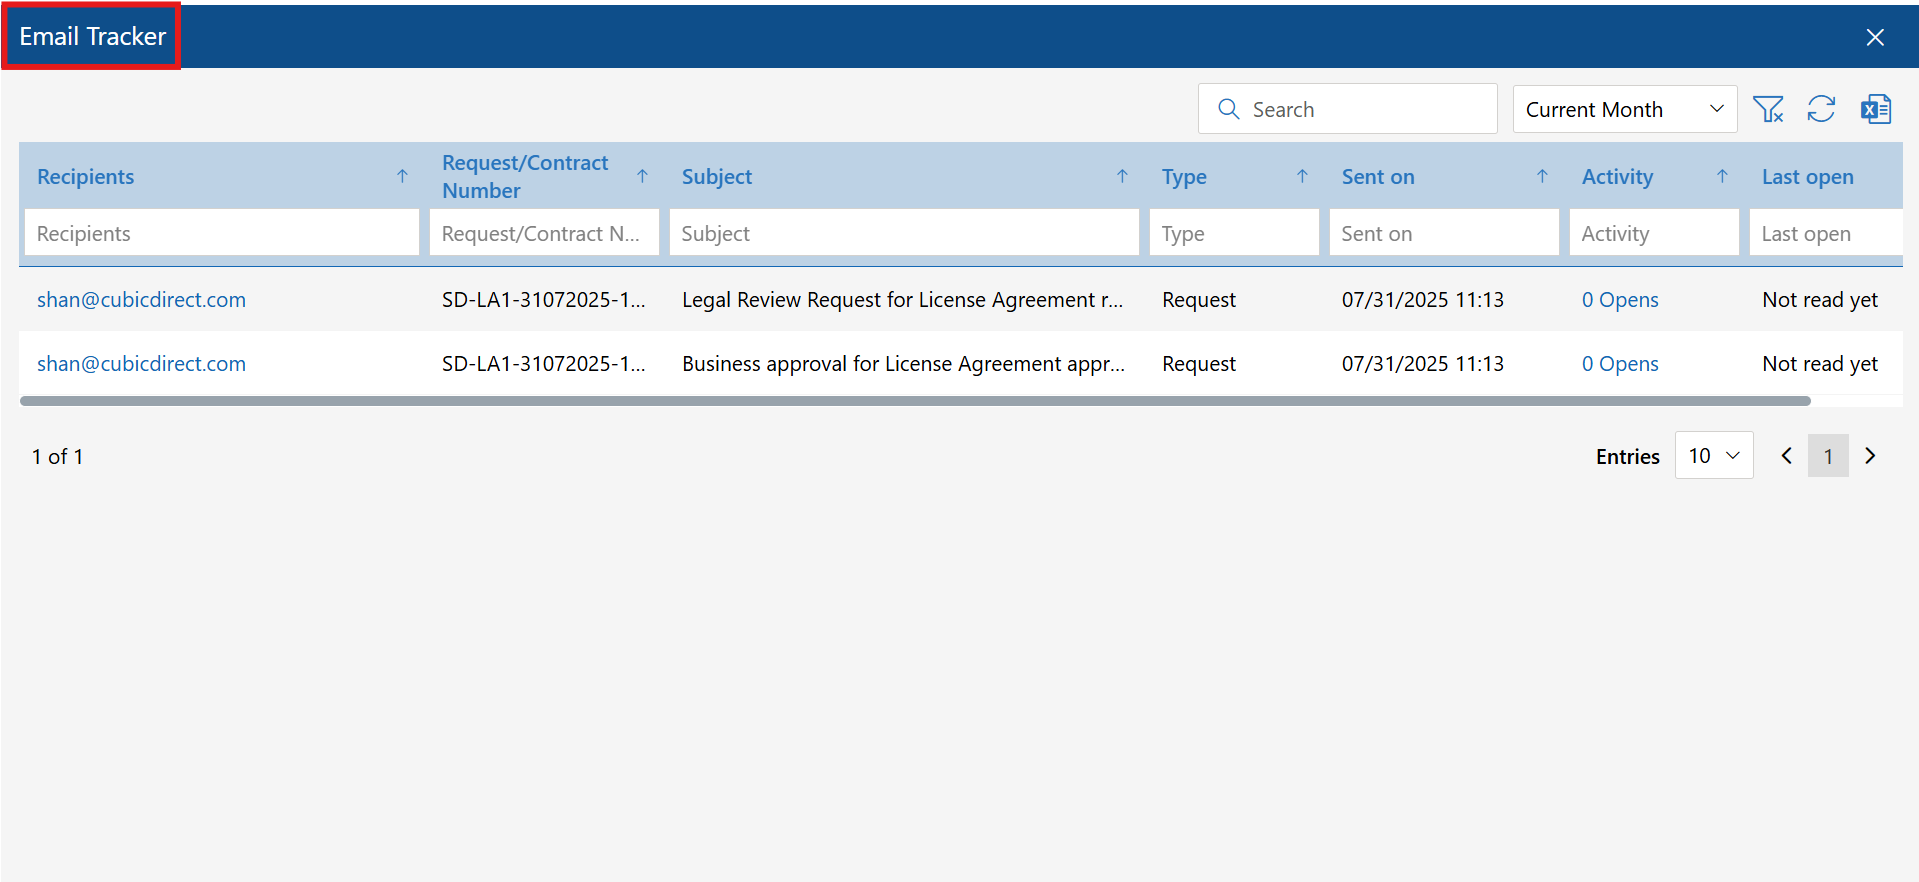 Email Tracker
Search
Current Month
Recipients
Request/Contract
Number
Subject
Type
Sent on
Activity
Last open
Recipients
Request/Contract N...
Subject
Type
Sent on
Activity
Last open
shan@cubicdirect.com
SD-LA1-31072025-1...
Legal Review Request for License Agreement r...
Request
07/31/2025 11:13
0 Opens
Not read yet
shan@cubicdirect.com
SD-LA1-31072025-1...
Business approval for License Agreement appr...
Request
07/31/2025 11:13
0 Opens
Not read yet
1 of 1
Entries
10
1